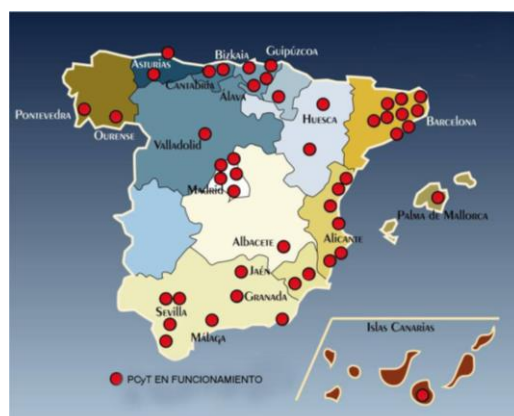 Asturias
Bizkaia
Guipúzcoa
Cantabria
Álava
Pontevedra
Ourense
Huesca
Barcelona
Valladolid
Madrid
Palma de Mallorca
Albacete
Alicante
Jaén
Granada
Sevilla
Málaga
Islas Canarias
PCyT EN FUNCIONAMIENTO